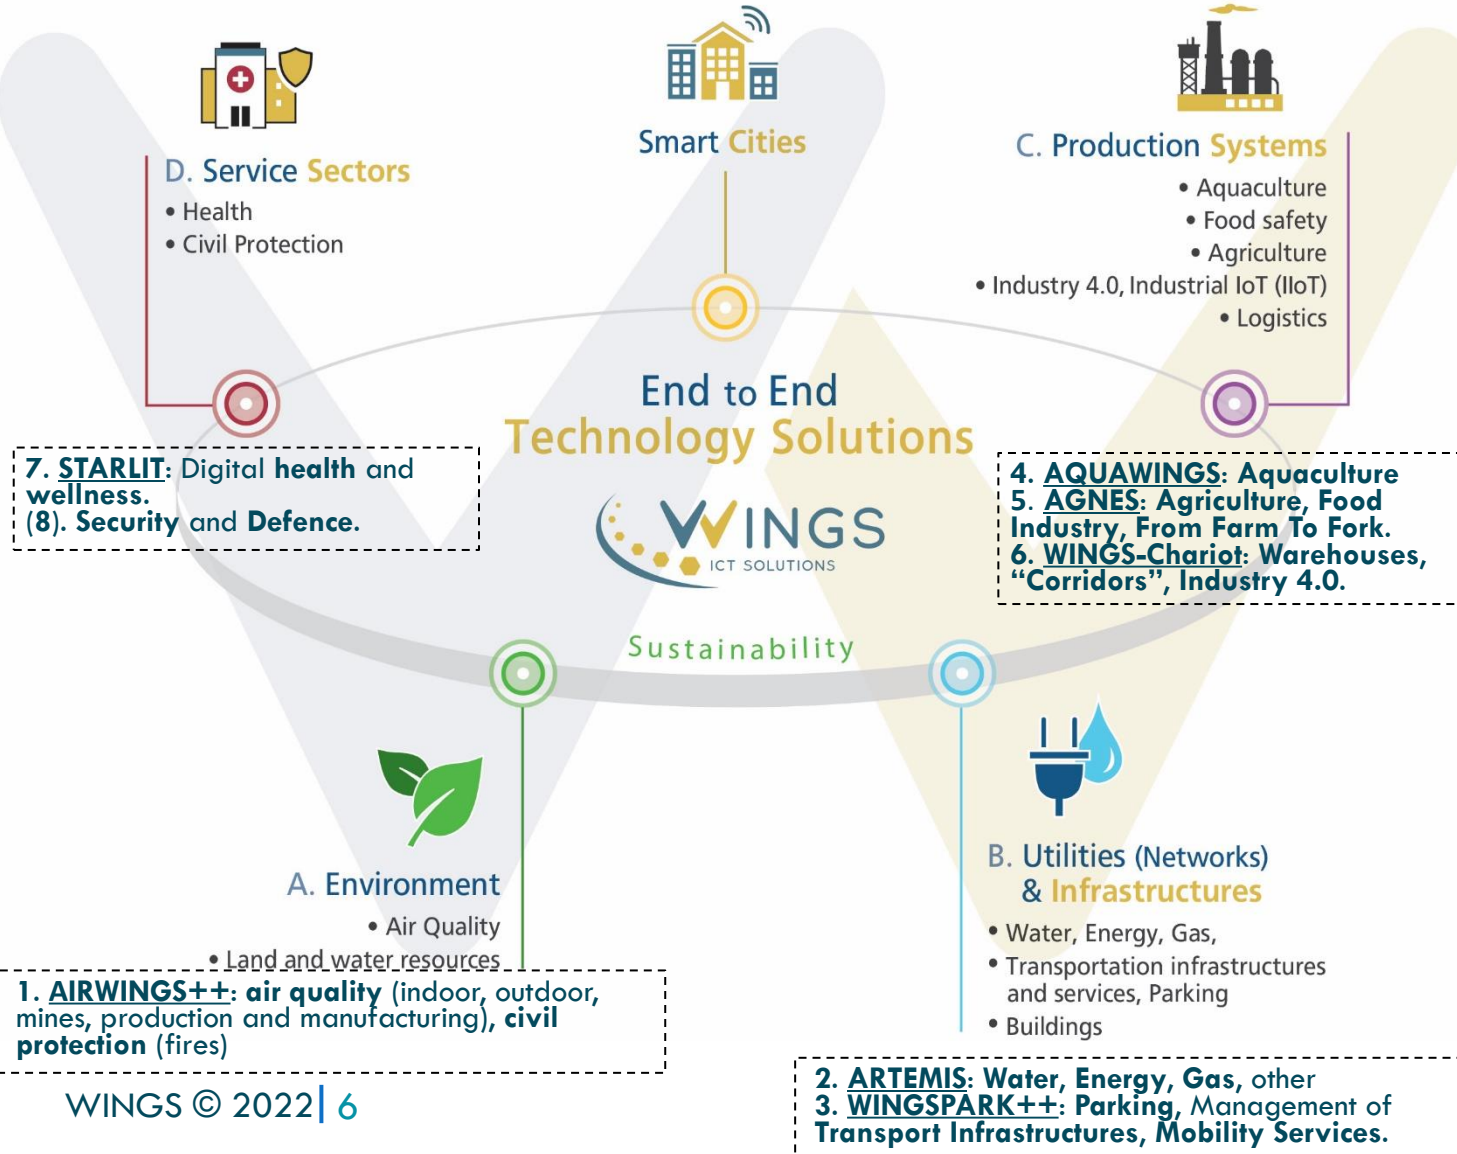 Smart Cities
D. Service Sectors
• Health
• Civil Protection
C. Production Systems
• Aquaculture
• Food safety
• Agriculture
• Industry 4.0, Industrial IoT (IIoT)
• Logistics
End to End
Technology Solutions
WINGS
ICT SOLUTIONS
Sustainability
7. STARLIT: Digital health and
wellness.
(8). Security and Defence.
4. AQUAWINGS: Aquaculture
5. AGNES: Agriculture, Food
Industry, From Farm To Fork.
6. WINGS-Chariot: Warehouses,
“Corridors”, Industry 4.0.
A. Environment
• Air Quality
• Land and water resources
1. AIRWINGS++: air quality (indoor, outdoor,
mines, production and manufacturing), civil
protection (fires)
B. Utilities (Networks)
& Infrastructures
• Water, Energy, Gas,
• Transportation infrastructures
and services, Parking
• Buildings
2. ARTEMIS: Water, Energy, Gas, other
3. WINGSPARK++: Parking, Management of
Transport Infrastructures, Mobility Services.
WINGS © 2022| 6